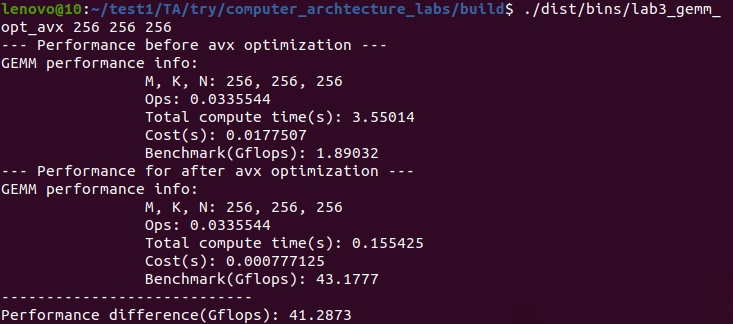 lenovo@10:~/test1/TA/try/computer_archtecture_labs/build$ ./dist/bins/lab3_gemm_
opt_avx 256 256 256
--- Performance before avx optimization ---
GEMM performance info:
M, K, N: 256, 256, 256
Ops: 0.0335544
Total compute time(s): 3.55014
Cost(s): 0.0177507
Benchmark(Gflops): 1.89032
--- Performance for after avx optimization ---
GEMM performance info:
M, K, N: 256, 256, 256
Ops: 0.0335544
Total compute time(s): 0.155425
Cost(s): 0.000777125
Benchmark(Gflops): 43.1777
----------------------------
Performance difference(Gflops): 41.2873